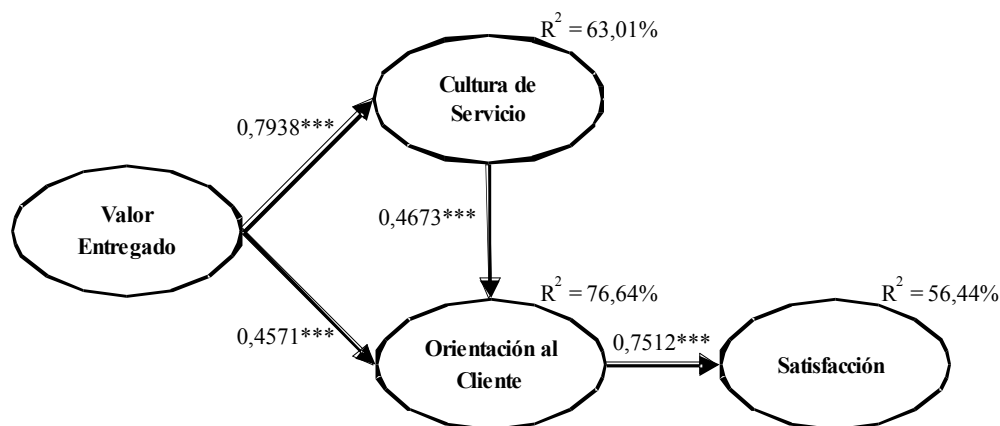 R² = 63,01%
Cultura de
Servicio
0,7938***
Valor
Entregado
0,4673***
R² = 76,64%
R² = 56,44%
0,4571***
Orientación al
Cliente
0,7512***
Satisfacción